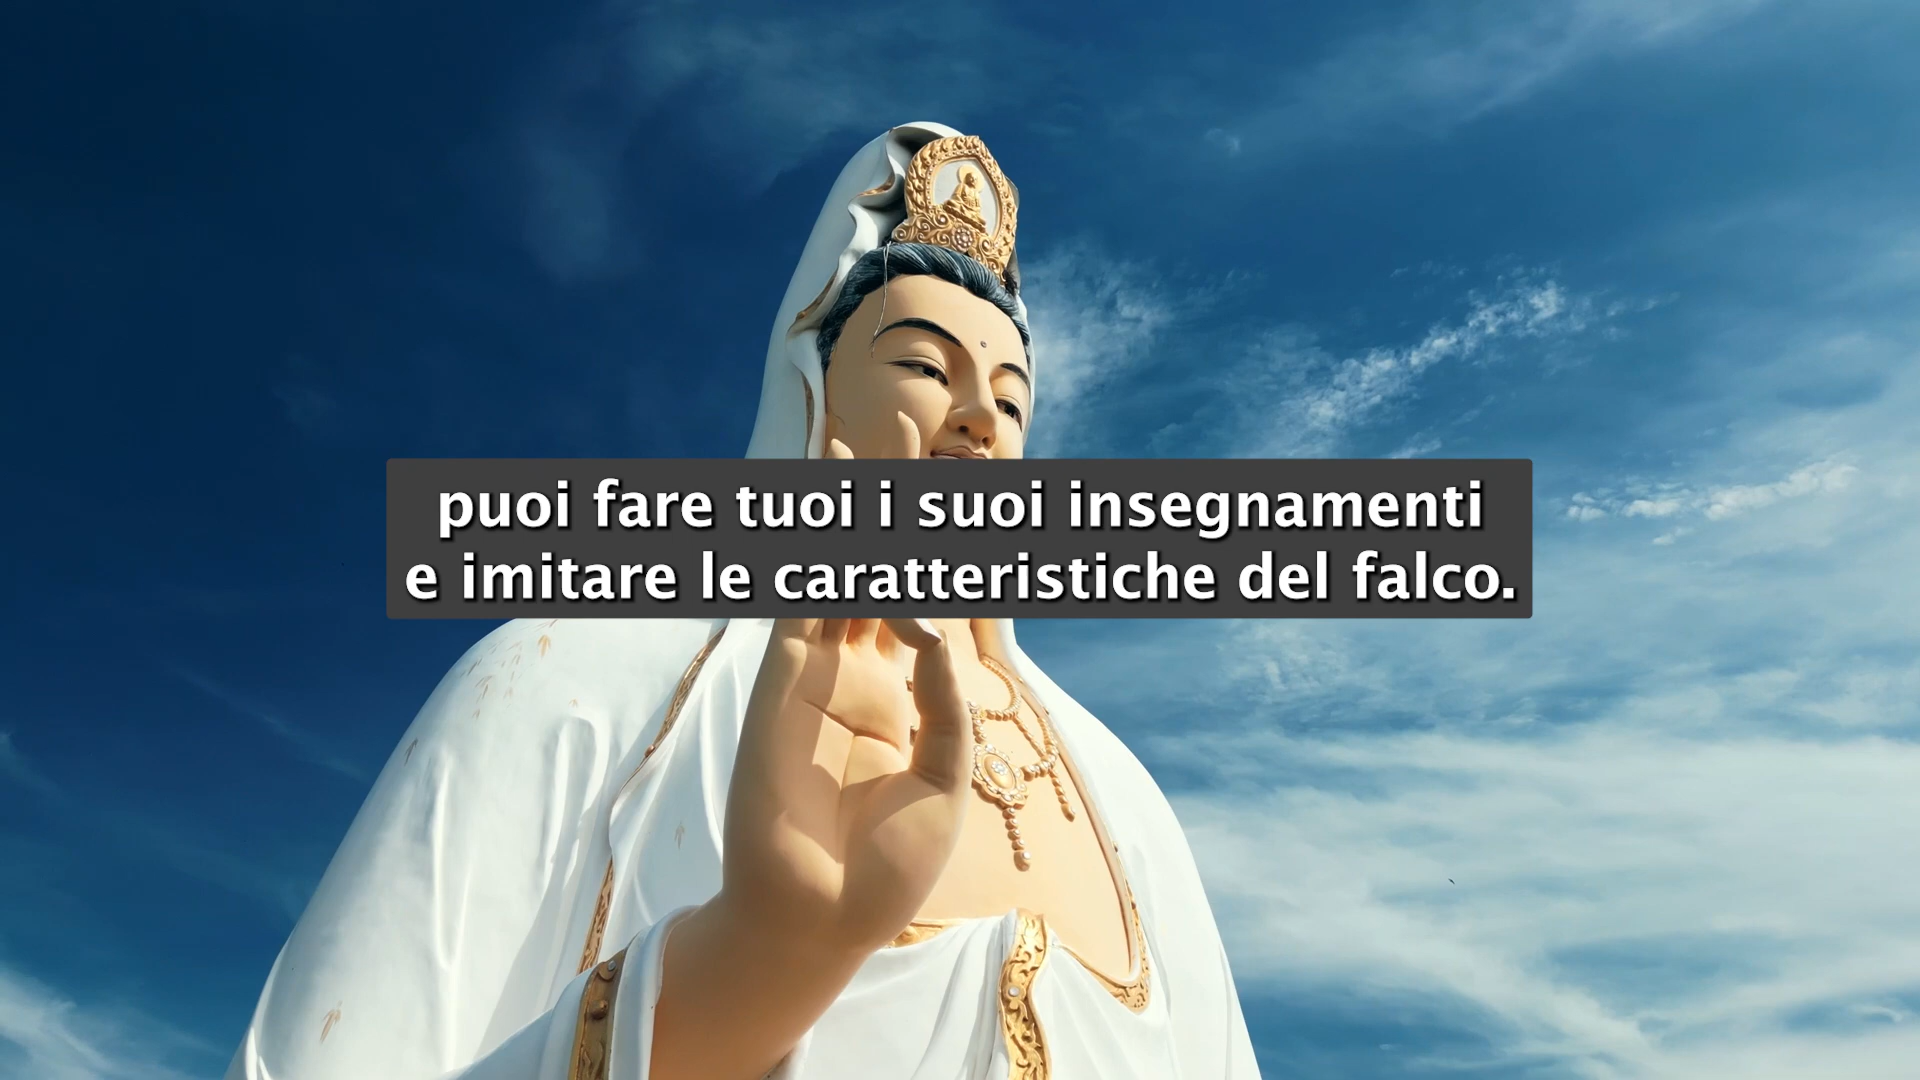 puoi fare tuoi i suoi insegnamenti
e imitare le caratteristiche del falco.